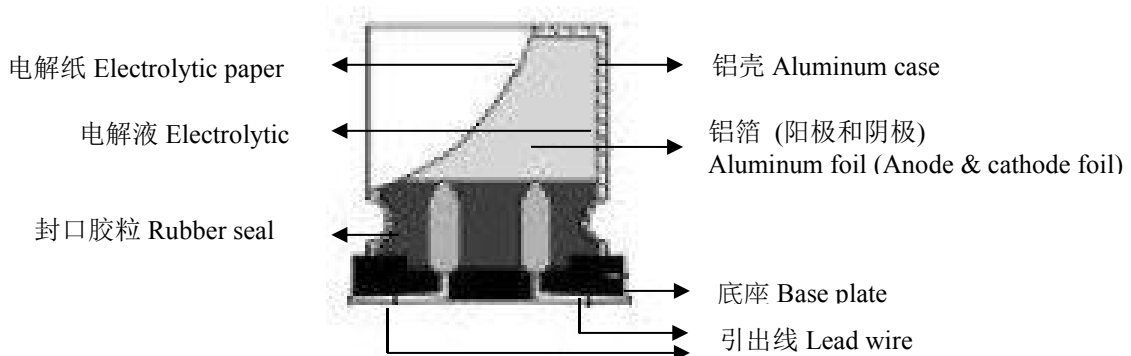 电解纸 Electrolytic paper
铝壳 Aluminum case
电解液 Electrolytic
铝箔 (阳极和阴极)
Aluminum foil (Anode & cathode foil)
封口胶粒 Rubber seal
底座 Base plate
引出线 Lead wire